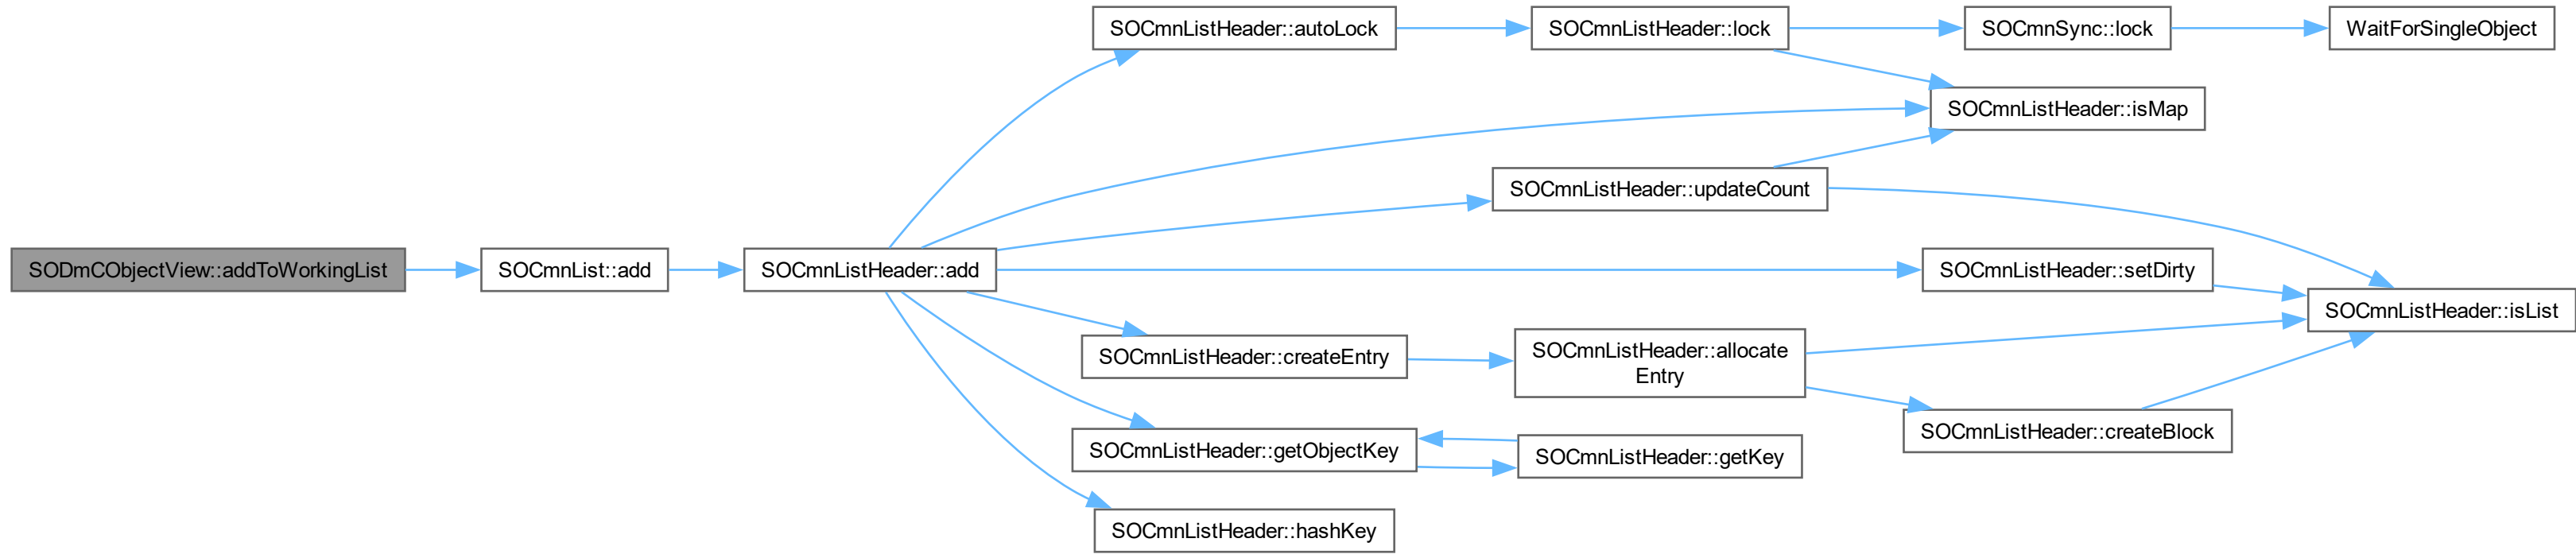 SOCmnListHeader::autoLock
SOCmnListHeader::lock
SOCmnSync::lock
WaitForSingleObject
SOCmnListHeader::isMap
SOCmnListHeader::updateCount
SODmCObjectView::addToWorkingList
SOCmnList::add
SOCmnListHeader::add
SOCmnListHeader::setDirty
SOCmnListHeader::isList
SOCmnListHeader::createEntry
SOCmnListHeader::allocate
Entry
SOCmnListHeader::createBlock
SOCmnListHeader::getObjectKey
SOCmnListHeader::getKey
SOCmnListHeader::hashKey